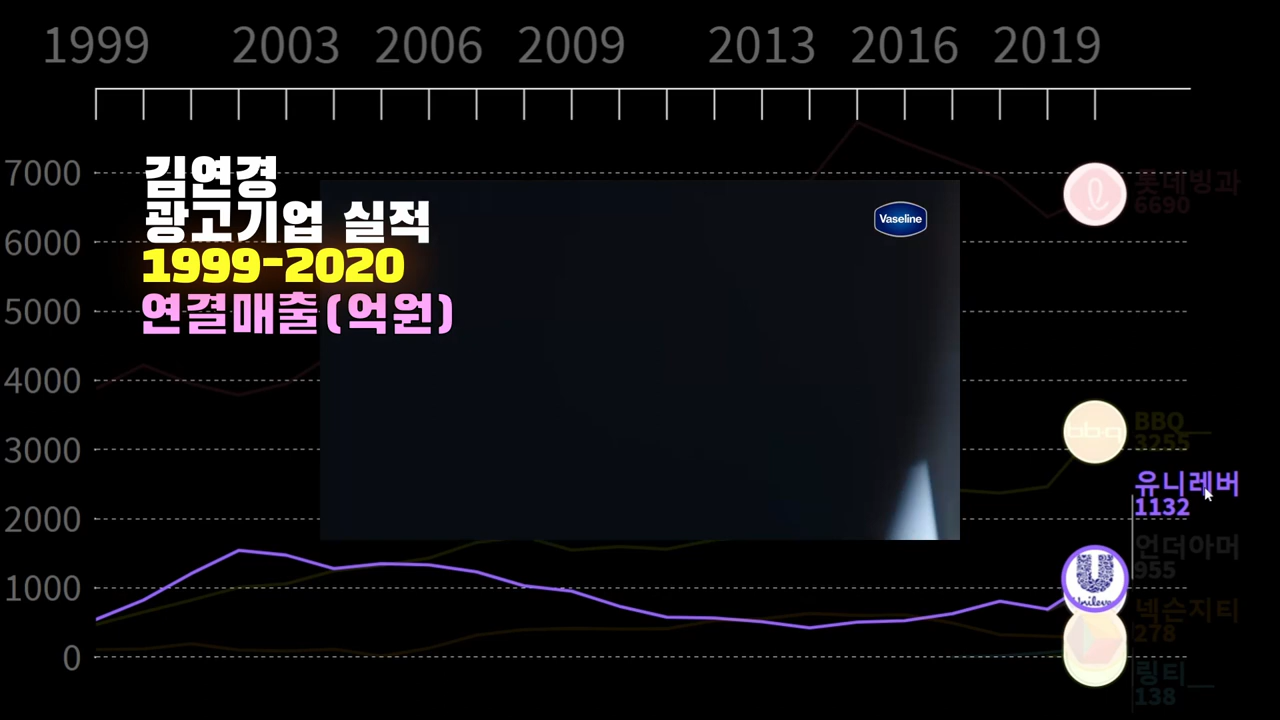 1999 2003 2006 2009 2013 2016 2019
7000
6000
5000
4000
3000
2000
1000
0
김연경
광고기업 실적
1999-2020
연결매출(억원)
Vaseline
롯데빙과
6690
bb.q
BBQ
3255
유니레버
1132
Unilever
언더아머
955
넥슨지티
278
링티
138